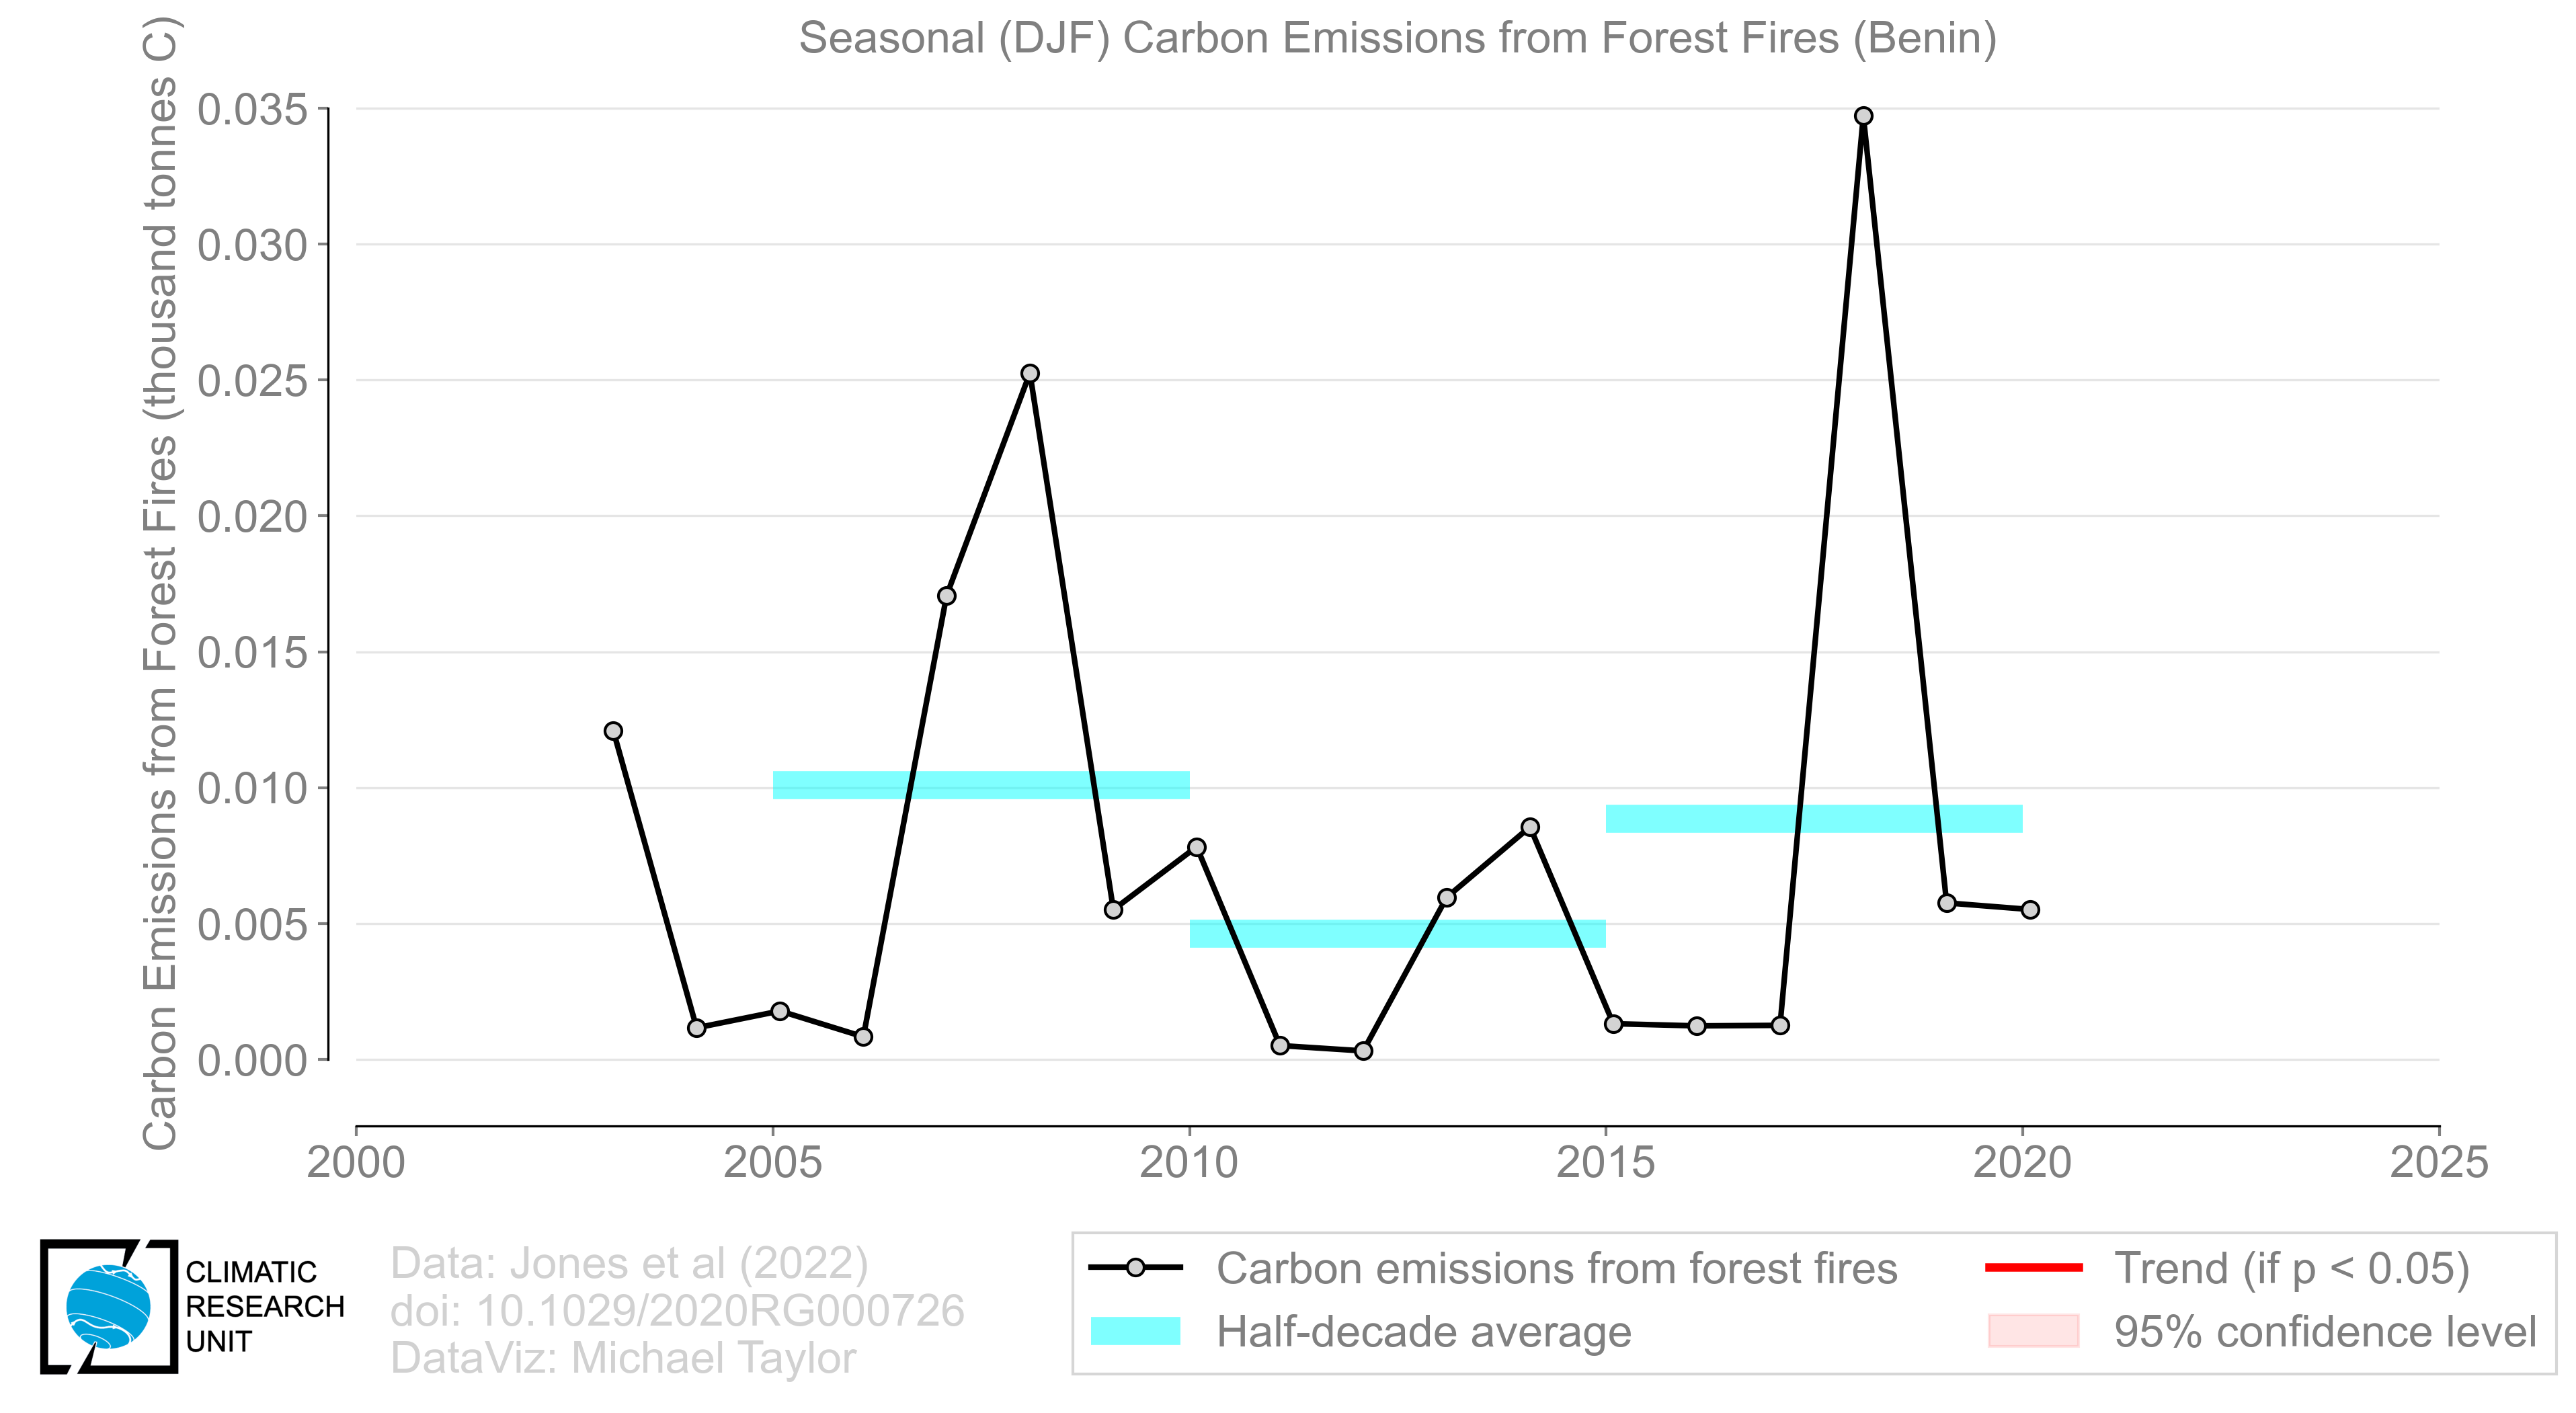 Seasonal (DJF) Carbon Emissions from Forest Fires (Benin)
Carbon Emissions from Forest Fires (thousand tonnes C)
0.035
0.030
0.025
0.020
0.015
0.010
0.005
0.000
2000 2005 2010 2015 2020 2025
CLIMATIC
RESEARCH
UNIT
Data: Jones et al (2022)
doi: 10.1029/2020RG000726
DataViz: Michael Taylor
Carbon emissions from forest fires
Half-decade average
Trend (if p < 0.05)
95% confidence level